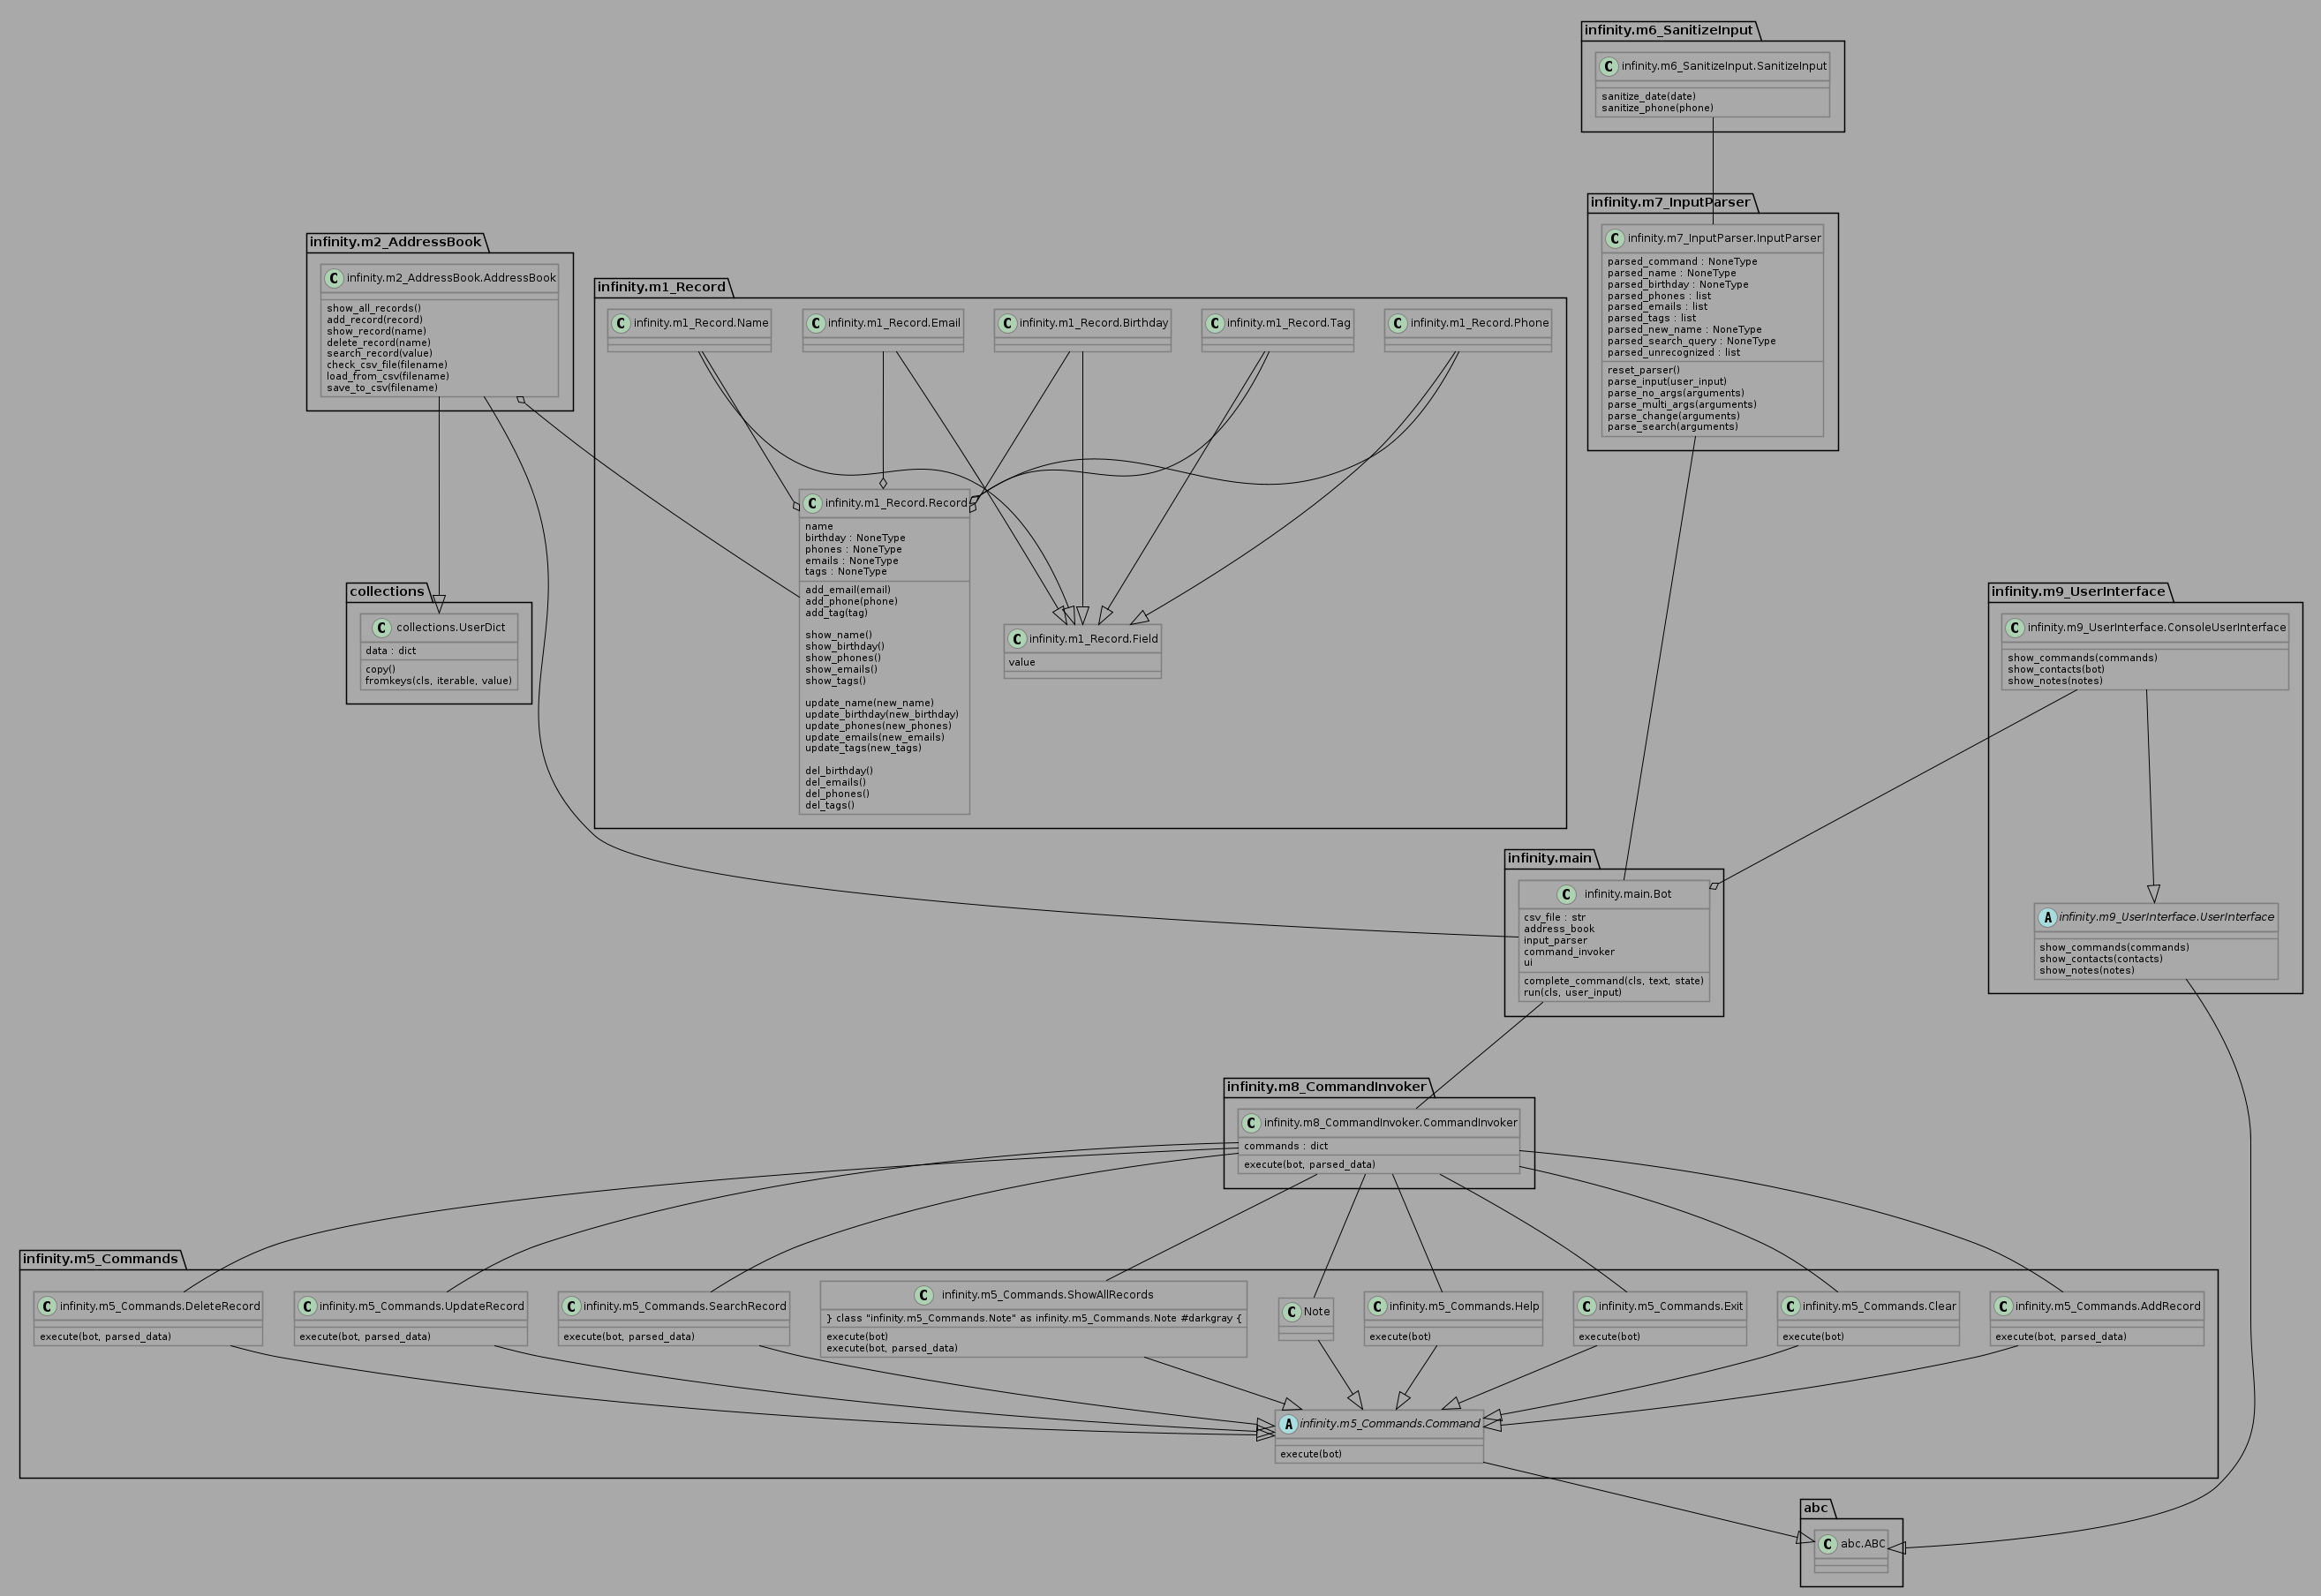 infinity.m6_SanitizeInput
C infinity.m6_SanitizeInput.SanitizeInput
sanitize_date(date)
sanitize_phone(phone)
infinity.m7_InputParser
C infinity.m7_InputParser.InputParser
parsed_command : NoneType
parsed_name : NoneType
parsed_birthday : NoneType
parsed_phones : list
parsed_emails : list
parsed_tags : list
parsed_new_name : NoneType
parsed_search_query : NoneType
parsed_unrecognized : list
reset_parser()
parse_input(user_input)
parse_no_args(arguments)
parse_multi_args(arguments)
parse_change(arguments)
parse_search(arguments)
infinity.m2_AddressBook
C infinity.m2_AddressBook.AddressBook
show_all_records()
add_record(record)
show_record(name)
delete_record(name)
search_record(value)
check_csv_file(filename)
load_from_csv(filename)
save_to_csv(filename)
infinity.m1_Record
C infinity.m1_Record.Name
C infinity.m1_Record.Email
C infinity.m1_Record.Birthday
C infinity.m1_Record.Tag
C infinity.m1_Record.Phone
C infinity.m1_Record.Record
name
birthday : NoneType
phones : NoneType
emails : NoneType
tags : NoneType
add_email(email)
add_phone(phone)
add_tag(tag)
show_name()
show_birthday()
show_phones()
show_emails()
show_tags()
update_name(new_name)
update_birthday(new_birthday)
update_phones(new_phones)
update_emails(new_emails)
update_tags(new_tags)
del_birthday()
del_emails()
del_phones()
del_tags()
C infinity.m1_Record.Field
value
collections
C collections.UserDict
data : dict
copy()
fromkeys(cls, iterable, value)
infinity.m9_UserInterface
C infinity.m9_UserInterface.ConsoleUserInterface
show_commands(commands)
show_contacts(bot)
show_notes(notes)
A infinity.m9_UserInterface.UserInterface
show_commands(commands)
show_contacts(contacts)
show_notes(notes)
infinity.main
C infinity.main.Bot
csv_file : str
address_book
input_parser
command_invoker
ui
complete_command(cls, text, state)
run(cls, user_input)
infinity.m8_CommandInvoker
C infinity.m8_CommandInvoker.CommandInvoker
commands : dict
execute(bot, parsed_data)
infinity.m5_Commands
C infinity.m5_Commands.DeleteRecord
execute(bot, parsed_data)
C infinity.m5_Commands.UpdateRecord
execute(bot, parsed_data)
C infinity.m5_Commands.SearchRecord
execute(bot, parsed_data)
C infinity.m5_Commands.ShowAllRecords
} class "infinity.m5_Commands.Note" as infinity.m5_Commands.Note #darkgray {
execute(bot)
execute(bot, parsed_data)
C Note
C infinity.m5_Commands.Help
execute(bot)
C infinity.m5_Commands.Exit
execute(bot)
C infinity.m5_Commands.Clear
execute(bot)
C infinity.m5_Commands.AddRecord
execute(bot, parsed_data)
A infinity.m5_Commands.Command
execute(bot)
abc
C abc.ABC